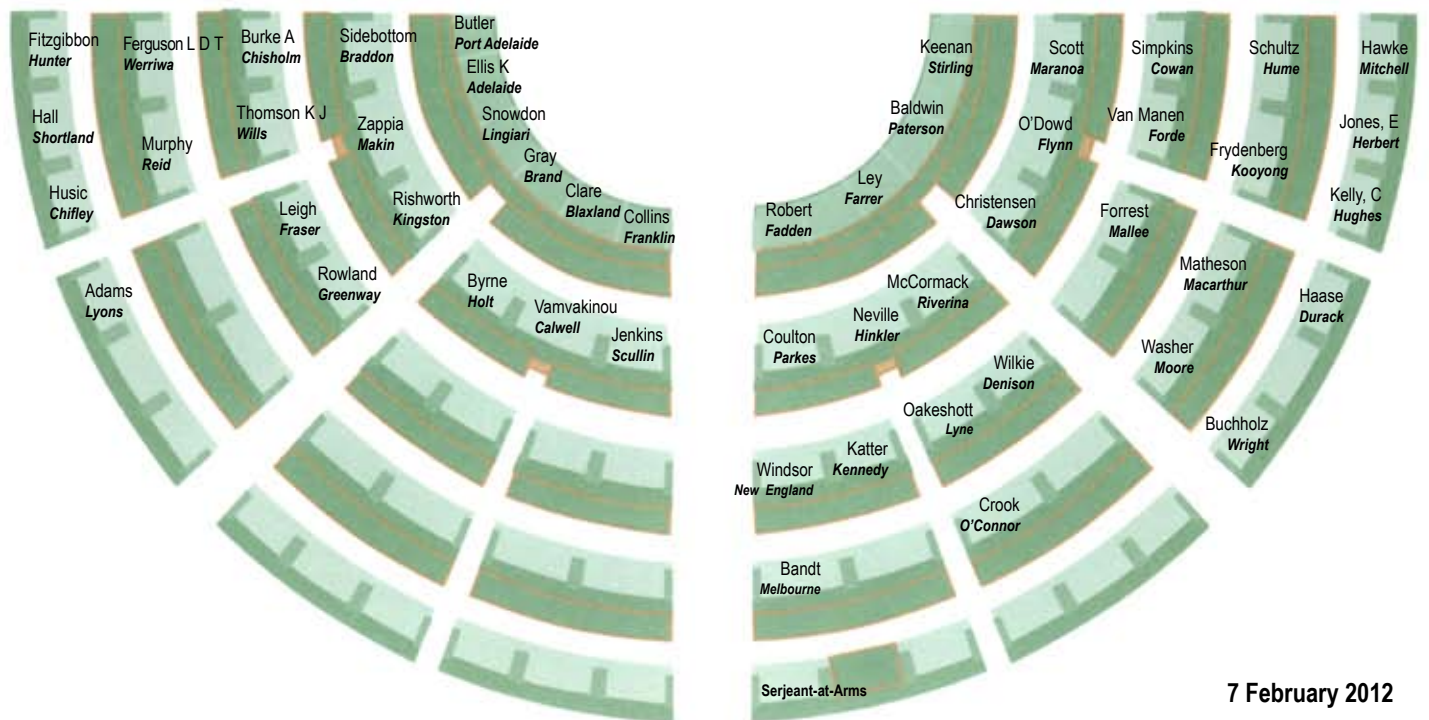 Fitzgibbon
Hunter
Hall
Shortland
Husic
Chifley
Ferguson L D T
Werriwa
Murphy
Reid
Burke A
Chisholm
Thomson K J
Wills
Sidebottom
Braddon
Zappia
Makin
Rishworth
Kingston
Butler
Port Adelaide
Ellis K
Adelaide
Snowdon
Lingiari
Gray
Brand
Clare
Blaxland
Collins
Franklin
Leigh
Fraser
Rowland
Greenway
Byrne
Holt
Vamvakinou
Calwell
Jenkins
Scullin
Adams
Lyons
Keenan
Stirling
Baldwin
Paterson
Ley
Farrer
Robert
Fadden
Scott
Maranoa
O'Dowd
Flynn
Christensen
Dawson
Simpkins
Cowan
Van Manen
Forde
Schultz
Hume
Frydenberg
Kooyong
Hawke
Mitchell
Jones, E
Herbert
Kelly, C
Hughes
Forrest
Mallee
McCormack
Riverina
Neville
Hinkler
Coulton
Parkes
Matheson
Macarthur
Washer
Moore
Haase
Durack
Buchholz
Wright
Wilkie
Denison
Oakeshott
Lyne
Katter
Kennedy
Windsor
New England
Crook
O'Connor
Bandt
Melbourne
Serjeant-at-Arms
7 February 2012